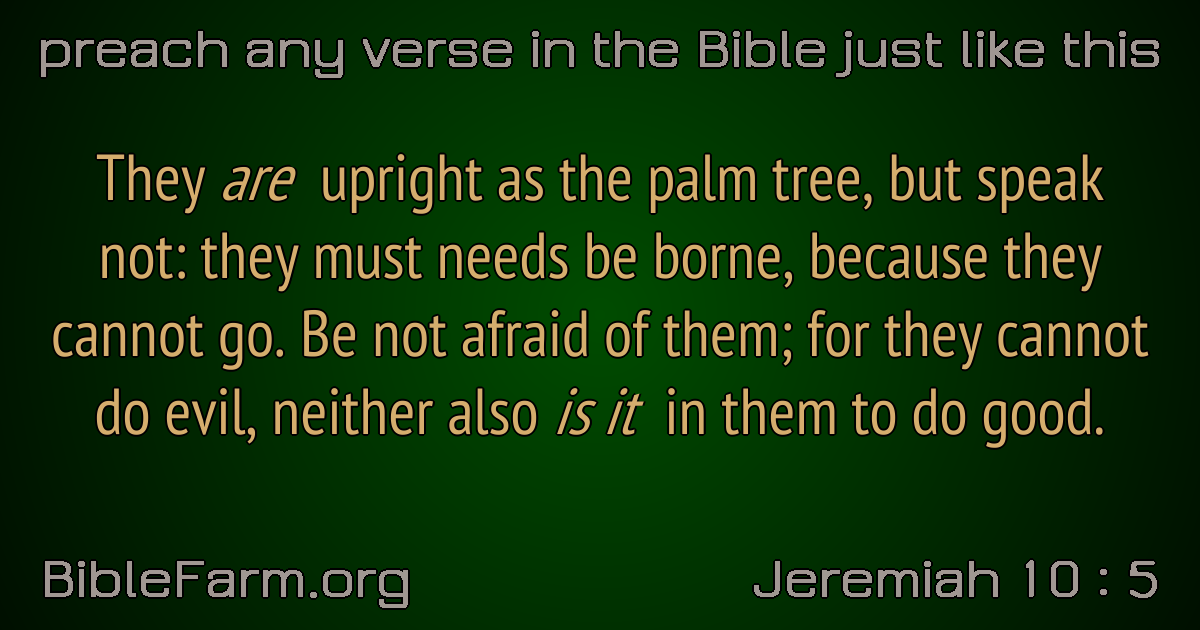 preach any verse in the Bible just like this
They are upright as the palm tree, but speak
not: they must needs be borne, because they
cannot go. Be not afraid of them; for they cannot
do evil, neither also is it in them to do good.
BibleFarm.org
Jeremiah 10 : 5